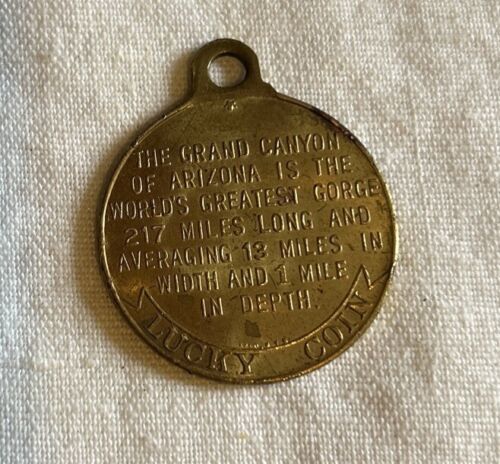 THE GRAND CANYON
OF ARIZONA IS THE
WORLD'S GREATEST GORGE
217 MILES LONG AND
AVERAGING 13 MILES IN
WIDTH AND 1 MILE
IN DEPTH.
LUCKY COIN